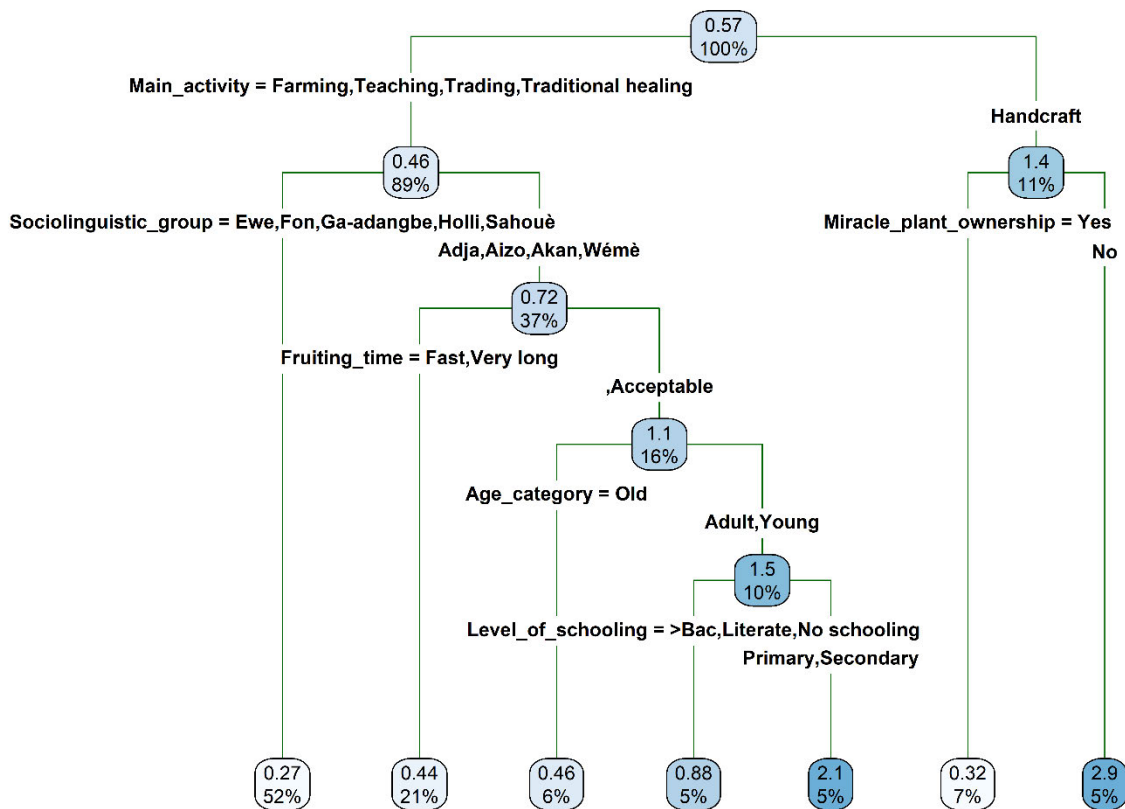 0.57
100%
Main_activity = Farming,Teaching,Trading,Traditional healing
Handcraft
0.46
89%
1.4
11%
Sociolinguistic_group = Ewe,Fon,Ga-adangbe,Holli,Sahouè
Miracle_plant_ownership = Yes
Adja,Aizo,Akan,Wémè
No
0.72
37%
Fruiting_time = Fast,Very long
,Acceptable
1.1
16%
Age_category = Old
Adult,Young
1.5
10%
Level_of_schooling = >Bac,Literate,No schooling
Primary,Secondary
0.27
52%
0.44
21%
0.46
6%
0.88
5%
2.1
5%
0.32
7%
2.9
5%